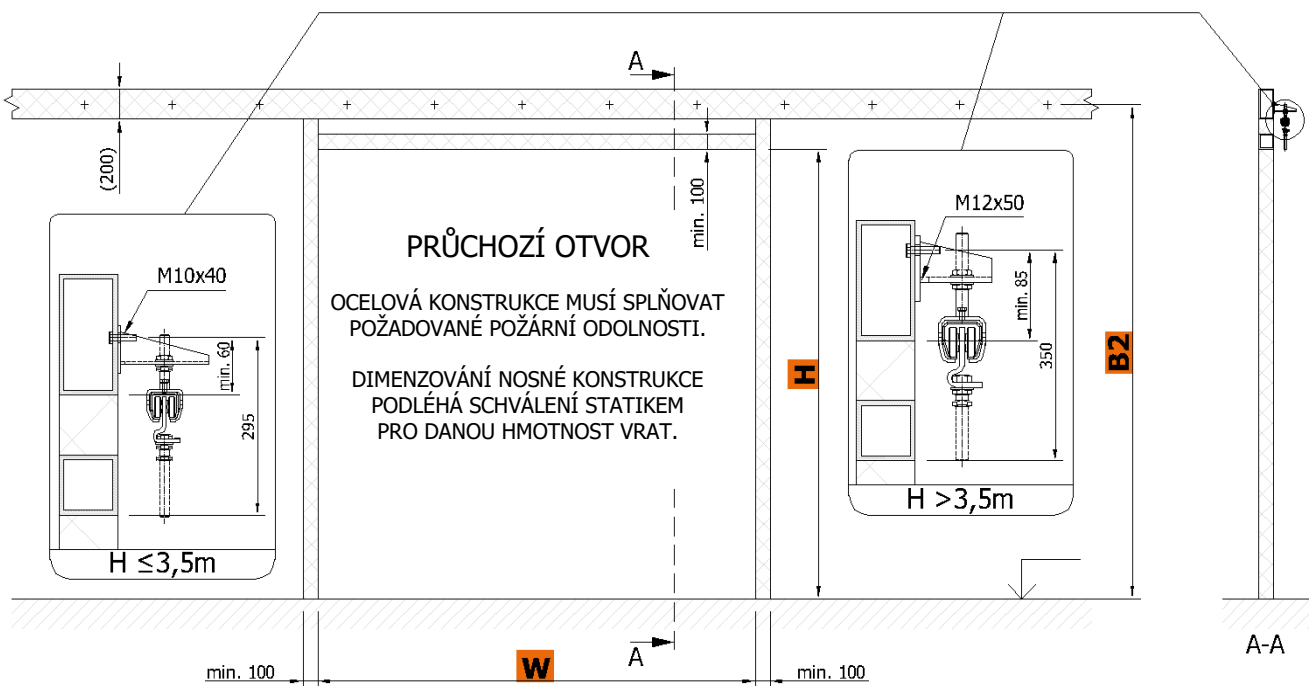 A
(200)
min. 100
M10x40
min. 60
295
H ≤3,5m
PRŮCHOZÍ OTVOR
OCELOVÁ KONSTRUKCE MUSÍ SPLŇOVAT
POŽADOVANÉ POŽÁRNÍ ODOLNOSTI.
DIMENZOVÁNÍ NOSNÉ KONSTRUKCE
PODLÉHÁ SCHVÁLENÍ STATIKEM
PRO DANOU HMOTNOST VRAT.
H
M12x50
min. 85
350
H >3,5m
B2
A
A-A
min. 100
W
min. 100